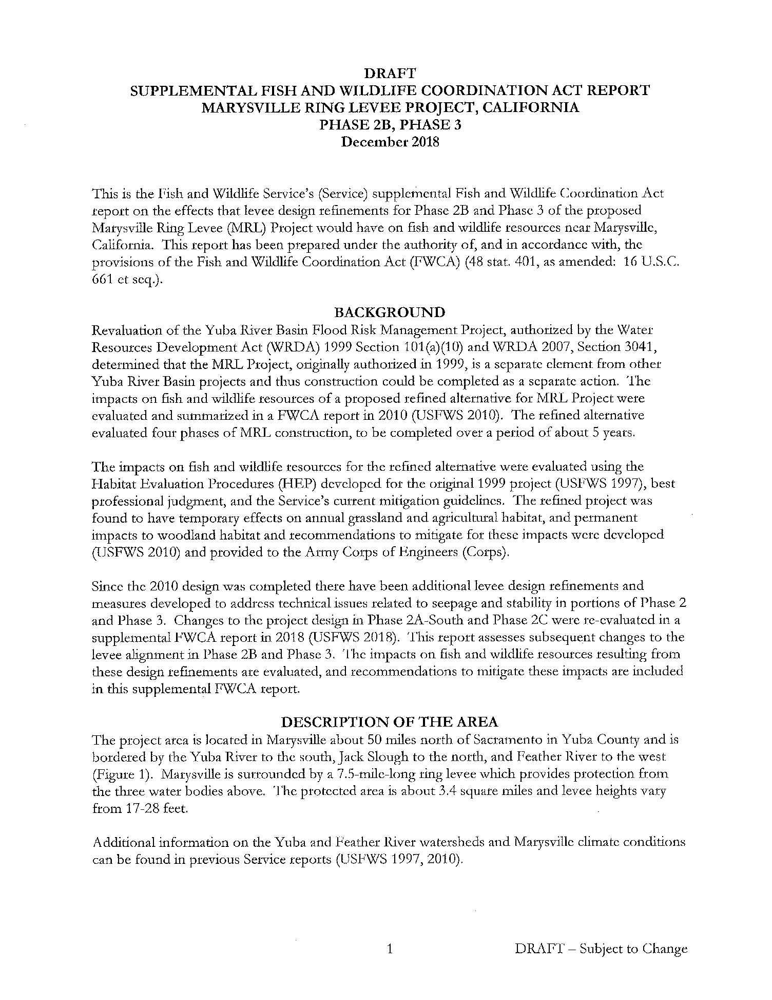 DRAFT
SUPPLEMENTAL FISH AND WILDLIFE COORDINATION ACT REPORT
MARYSVILLE RING LEVEE PROJECT, CALIFORNIA
PHASE 2B, PHASE 3
December 2018
This is the Fish and Wildlife Service's (Service) supplemental Fish and Wildlife Coordination Act
report on the effects that levee design refinements for Phase 2B and Phase 3 of the proposed
Marysville Ring Levee (MRL) Project would have on fish and wildlife resources near Marysville,
California. This report has been prepared under the authority of, and in accordance with, the
provisions of the Fish and Wildlife Coordination Act (FWCA) (48 stat. 401, as amended: 16 U.S.C.
661 et seq.).
BACKGROUND
Revaluation of the Yuba River Basin Flood Risk Management Project, authorized by the Water
Resources Development Act (WRDA) 1999 Section 101(a)(10) and WRDA 2007, Section 3041,
determined that the MRL Project, originally authorized in 1999, is a separate element from other
Yuba River Basin projects and thus construction could be completed as a separate action. The
impacts on fish and wildlife resources of a proposed refined alternative for MRL Project were
evaluated and summarized in a FWCA report in 2010 (USFWS 2010). The refined alternative
evaluated four phases of MRL construction, to be completed over a period of about 5 years.
The impacts on fish and wildlife resources for the refined alternative were evaluated using the
Habitat Evaluation Procedures (HEP) developed for the original 1999 project (USFWS 1997), best
professional judgment, and the Service's current mitigation guidelines. The refined project was
found to have temporary effects on annual grassland and agricultural habitat, and permanent
impacts to woodland habitat and recommendations to mitigate for these impacts were developed
(USFWS 2010) and provided to the Army Corps of Engineers (Corps).
Since the 2010 design was completed there have been additional levee design refinements and
measures developed to address technical issues related to seepage and stability in portions of Phase 2
and Phase 3. Changes to the project design in Phase 2A-South and Phase 2C were re-evaluated in a
supplemental FWCA report in 2018 (USFWS 2018). This report assesses subsequent changes to the
levee alignment in Phase 2B and Phase 3. The impacts on fish and wildlife resources resulting from
these design refinements are evaluated, and recommendations to mitigate these impacts are included
in this supplemental FWCA report.
DESCRIPTION OF THE AREA
The project area is located in Marysville about 50 miles north of Sacramento in Yuba County and is
bordered by the Yuba River to the south, Jack Slough to the north, and Feather River to the west
(Figure 1). Marysville is surrounded by a 7.5-mile-long ring levee which provides protection from
the three water bodies above. The protected area is about 3.4 square miles and levee heights vary
from 17-28 feet.
Additional information on the Yuba and Feather River watersheds and Marysville climate conditions
can be found in previous Service reports (USFWS 1997, 2010).
1 DRAFT – Subject to Change